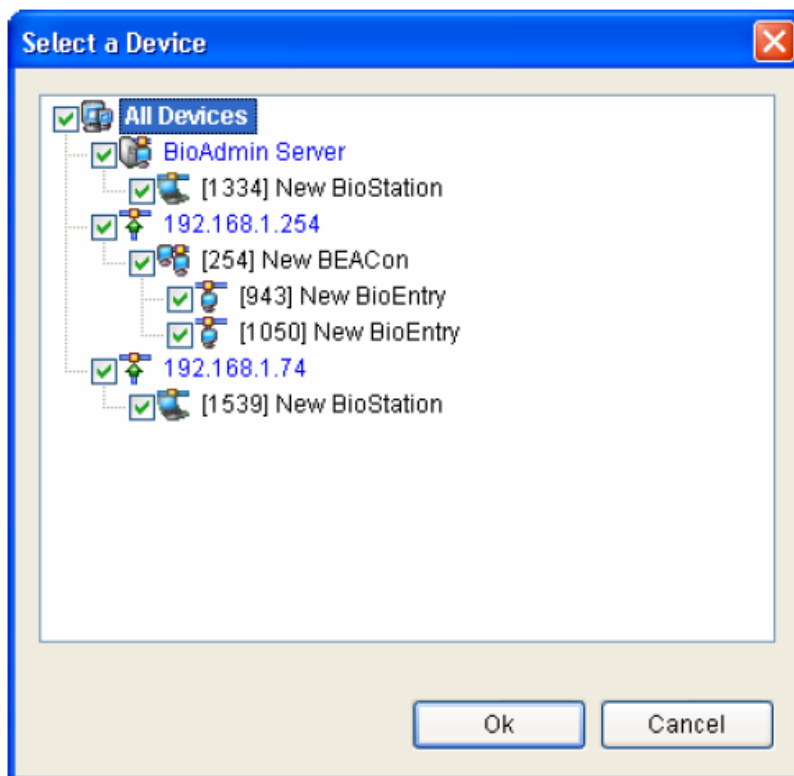 Select a Device
All Devices
BioAdmin Server
[1334] New BioStation
192.168.1.254
[254] New BEACon
[943] New BioEntry
[1050] New BioEntry
192.168.1.74
[1539] New BioStation
Ok Cancel